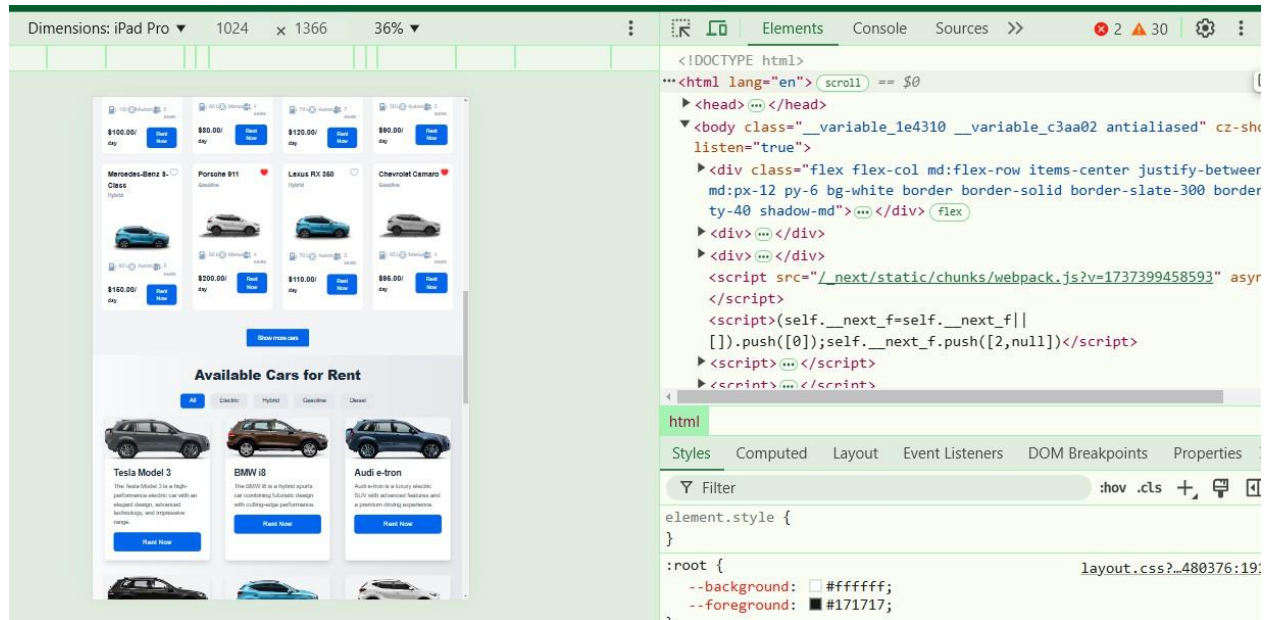 Dimensions: iPad Pro ▼ 1024 × 1366 36% ▼
$100.00/ day Rent Now
$80.00/ day Rent Now
$120.00/ day Rent Now
$90.00/ day Rent Now
Mercedes-Benz S-Class
Hybrid
$150.00/ day Rent Now
Porsche 911
Gasoline
$200.00/ day Rent Now
Lexus RX 350
Hybrid
$110.00/ day Rent Now
Chevrolet Camaro
Gasoline
$95.00/ day Rent Now
Show more cars
Available Cars for Rent
All Electric Hybrid Gasoline Diesel
Tesla Model 3
The Tesla Model 3 is a high-
performance electric car with an
elegant design, advanced
technology, and impressive
range.
Rent Now
BMW i8
The BMW i8 is a hybrid sports
car combining futuristic design
with cutting-edge performance.
Rent Now
Audi e-tron
Audi e-tron is a luxury electric
SUV with advanced features and
a premium driving experience.
Rent Now
Elements Console Sources 2 30
<!DOCTYPE html>
<html lang="en"> scroll == $0
<head> </head>
<body class="__variable_1e4310 __variable_c3aa02 antialiased" cz-sho
listen="true">
<div class="flex flex-col md:flex-row items-center justify-between
md:px-12 py-6 bg-white border border-solid border-slate-300 border
ty-40 shadow-md"> </div> flex
<div> </div>
<div> </div>
<script src="/_next/static/chunks/webpack.js?v=1737399458593" asyn
</script>
<script>(self.__next_f=self.__next_f||
[]).push([0]);self.__next_f.push([2,null])</script>
<script> </script>
<script> </script>
html
Styles Computed Layout Event Listeners DOM Breakpoints Properties
Filter :hov .cls
element.style {
}
:root { layout.css?…480376:191
--background: #ffffff;
--foreground: #171717;